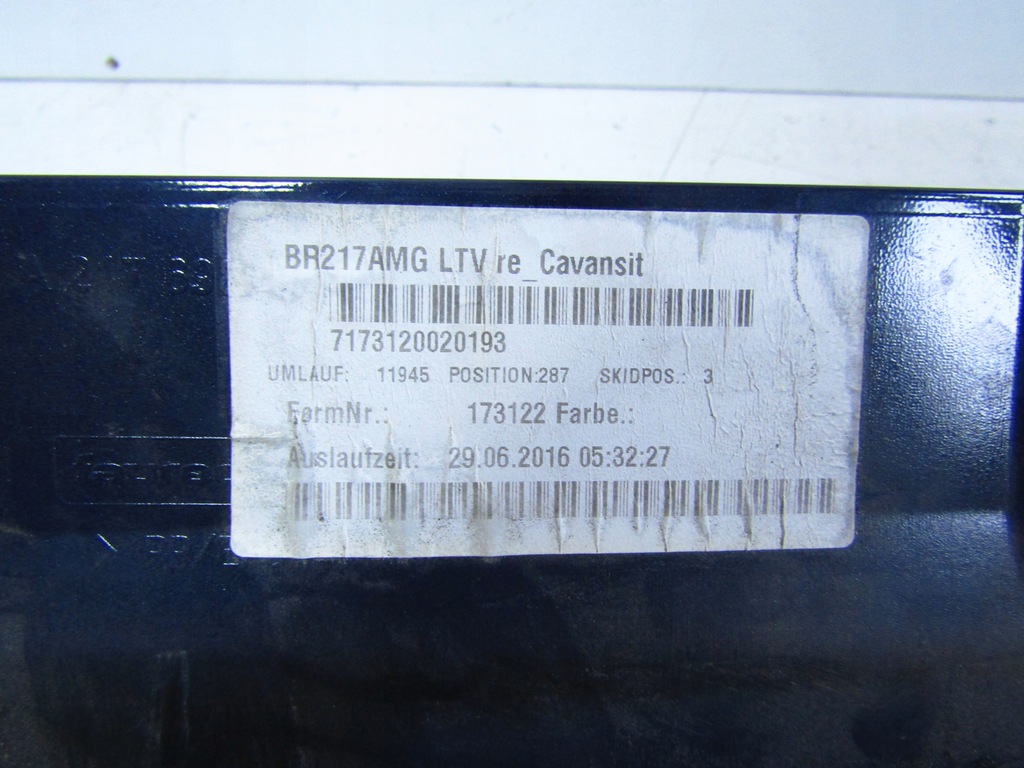 BR217AMG LTV re_Cavansit
7173120020193
UMLAUF: 11945 POSITION:287 SKIDPOS.: 3
FormNr.: 173122 Farbe.:
Auslaufzeit: 29.06.2016 05:32:27